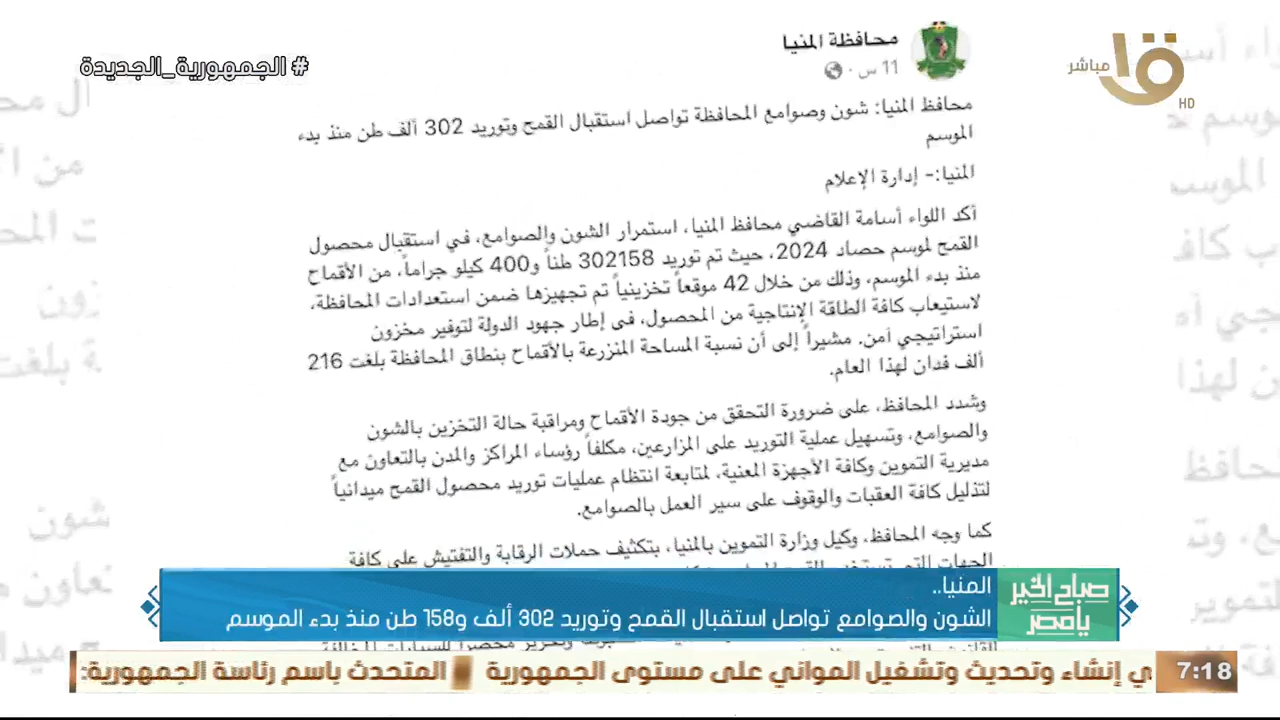 #الجمهورية_الجديدة
مباشر
HD
محافظة المنيا
11 س
محافظ المنيا: شون وصوامع المحافظة تواصل استقبال القمح وتوريد 302 ألف طن منذ بدء
الموسم
المنيا:- إدارة الإعلام
أكد اللواء أسامة القاضي محافظ المنيا، استمرار الشون والصوامع، في استقبال محصول
القمح لموسم حصاد 2024، حيث تم توريد 302158 طناً و400 كيلو جراماً، من الأقماح
منذ بدء الموسم، وذلك من خلال 42 موقعاً تخزينياً تم تجهيزها ضمن استعدادات المحافظة،
لاستيعاب كافة الطاقة الإنتاجية من المحصول، فى إطار جهود الدولة لتوفير مخزون
استراتيجي آمن. مشيراً إلى أن نسبة المساحة المنزرعة بالأقماح بنطاق المحافظة بلغت 216
ألف فدان لهذا العام.
وشدد المحافظ، على ضرورة التحقق من جودة الأقماح ومراقبة حالة التخزين بالشون
والصوامع، وتسهيل عملية التوريد على المزارعين، مكلفاً رؤساء المراكز والمدن بالتعاون مع
مديرية التموين وكافة الأجهزة المعنية، لمتابعة انتظام عمليات توريد محصول القمح ميدانياً
لتذليل كافة العقبات والوقوف على سير العمل بالصوامع.
كما وجه المحافظ، وكيل وزارة التموين بالمنيا، بتكثيف حملات الرقابة والتفتيش على كافة
صباح الخير
يا مصر
المنيا..
الشون والصوامع تواصل استقبال القمح وتوريد 302 ألف و158 طن منذ بدء الموسم
7:18
ي إنشاء وتحديث وتشغيل المواني على مستوى الجمهورية المتحدث باسم رئاسة الجمهورية: